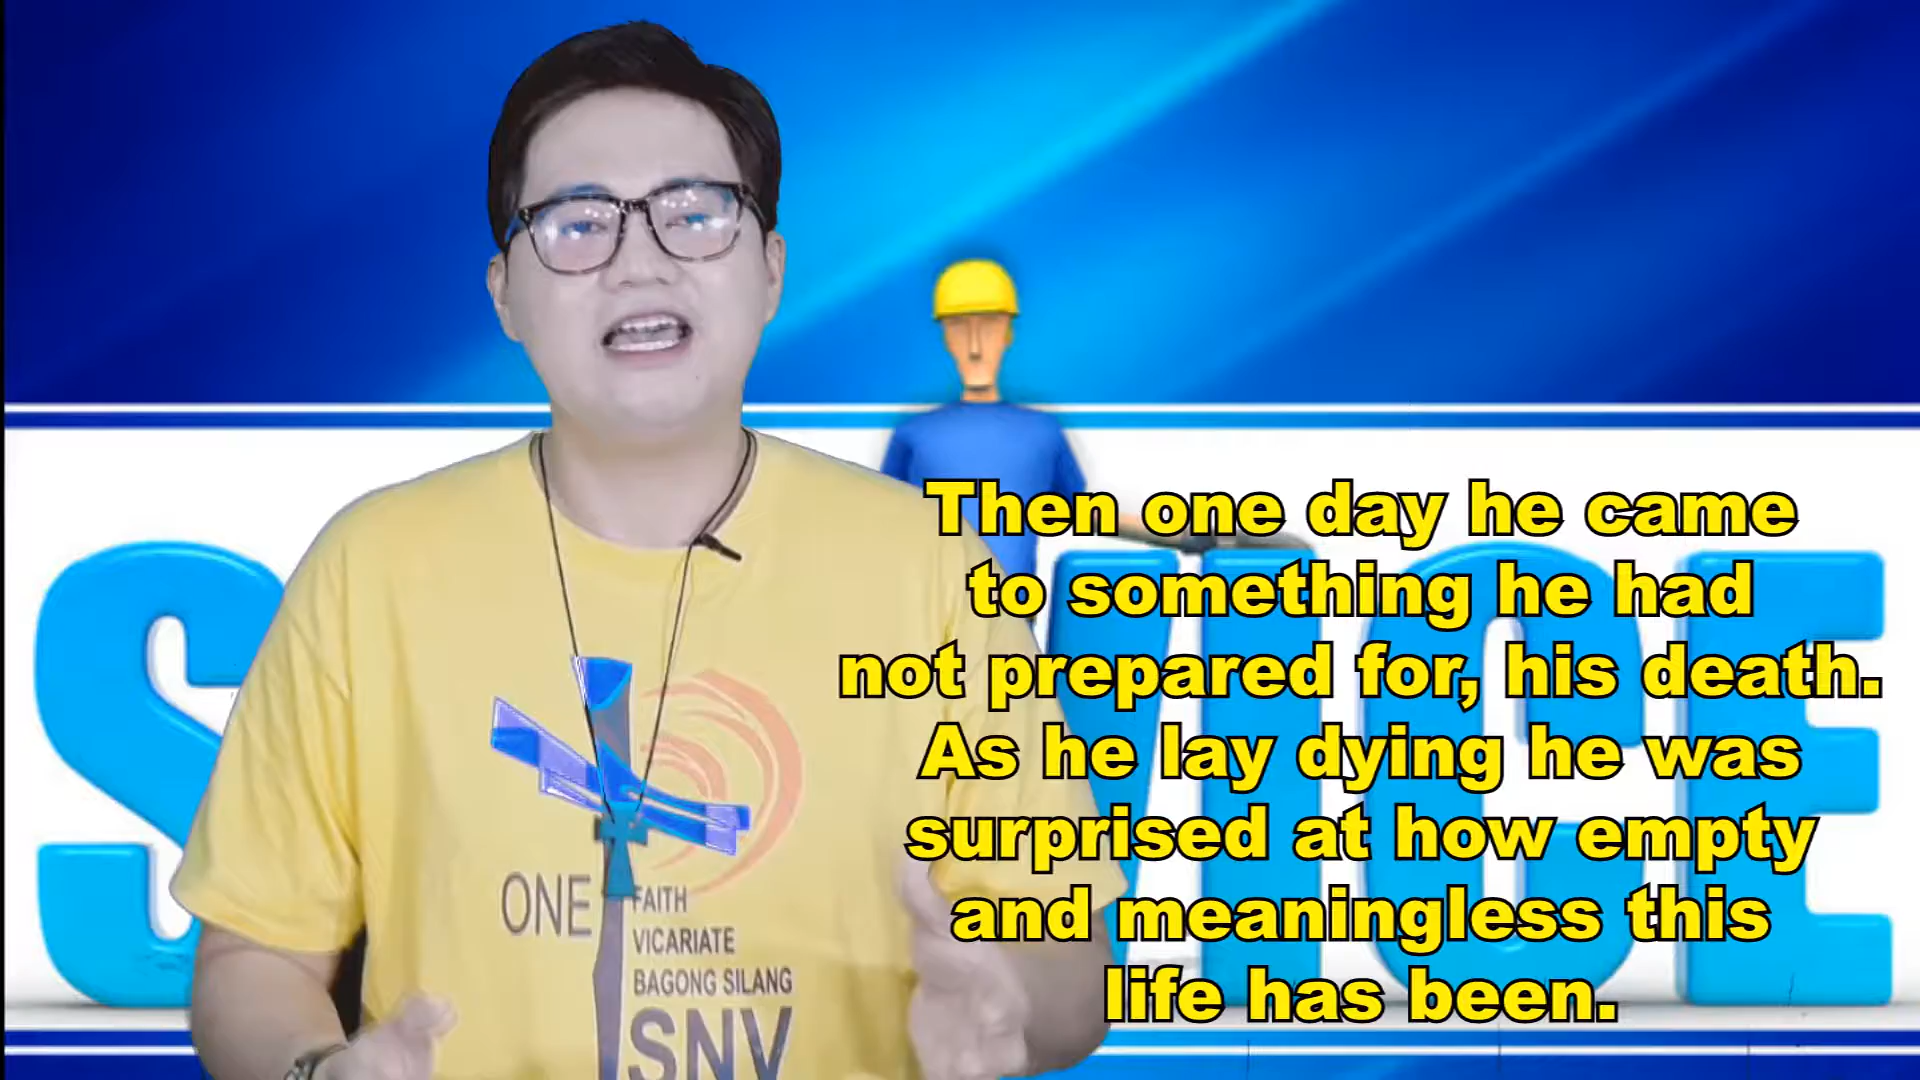 Then one day he came
to something he had
not prepared for, his death.
As he lay dying he was
surprised at how empty
and meaningless this
life has been.
ONE
FAITH
VICARIATE
BAGONG SILANG
SNV